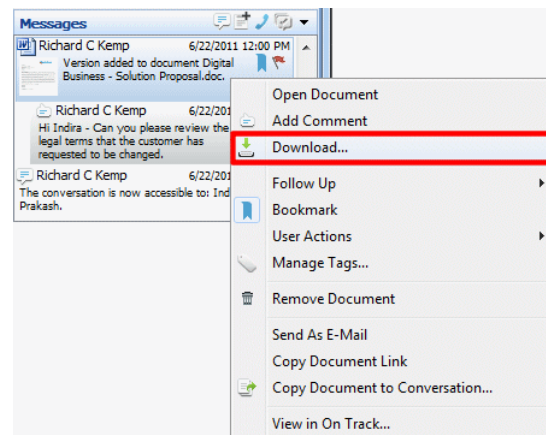 Messages
Richard C Kemp 6/22/2011 12:00 PM
Version added to document Digital
Business - Solution Proposal.doc.
Richard C Kemp 6/22/201
Hi Indira - Can you please review the
legal terms that the customer has
requested to be changed.
Richard C Kemp 6/22/201
The conversation is now accessible to: Ind
Prakash.
Open Document
Add Comment
Download...
Follow Up
Bookmark
User Actions
Manage Tags...
Remove Document
Send As E-Mail
Copy Document Link
Copy Document to Conversation...
View in On Track...